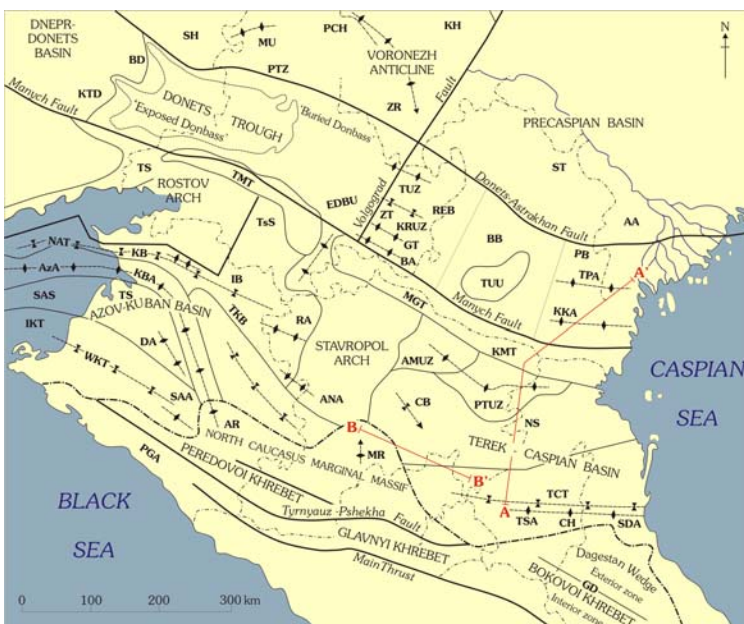 DNEPR-
DONETS
BASIN
SH
MU
PCH
KH
BD
PTZ
VORONEZH
ANTICLINE
N
KTD
Manych Fault
DONETS
TROUGH
'Exposed Donbass'
'Buried Donbass'
ZR
Fault
PRECASPIAN BASIN
TS
ROSTOV
ARCH
TMT
EDBU
Volgograd
TUZ
ZT
KRUZ
REB
GT
BA
ST
Donets-Astrakhan Fault
AA
NAT
KB
TsS
BB
PB
AzA
KBA
IB
TUU
TPA
A'
SAS
TS
AZOV-KUBAN BASIN
TKB
RA
MGT
Manych Fault
KKA
IKT
DA
STAVROPOL
ARCH
AMUZ
KMT
WKT
CASPIAN
SEA
SAA
AR
ANA
CB
PTUZ
NS
B
MR
TEREK
CASPIAN BASIN
PGA
NORTH CAUCASUS MARGINAL MASSIF
PEREDOVOI KHREBET
B'
TCT
BLACK
SEA
Tyrnyauz-Pshekha
Fault
A
TSA
CH
SDA
GLAVNYI KHREBET
Main Thrust
Dagestan Wedge
Exterior zone
GD
BOKOVOI KHREBET
Interior zone
0 100 200 300 km